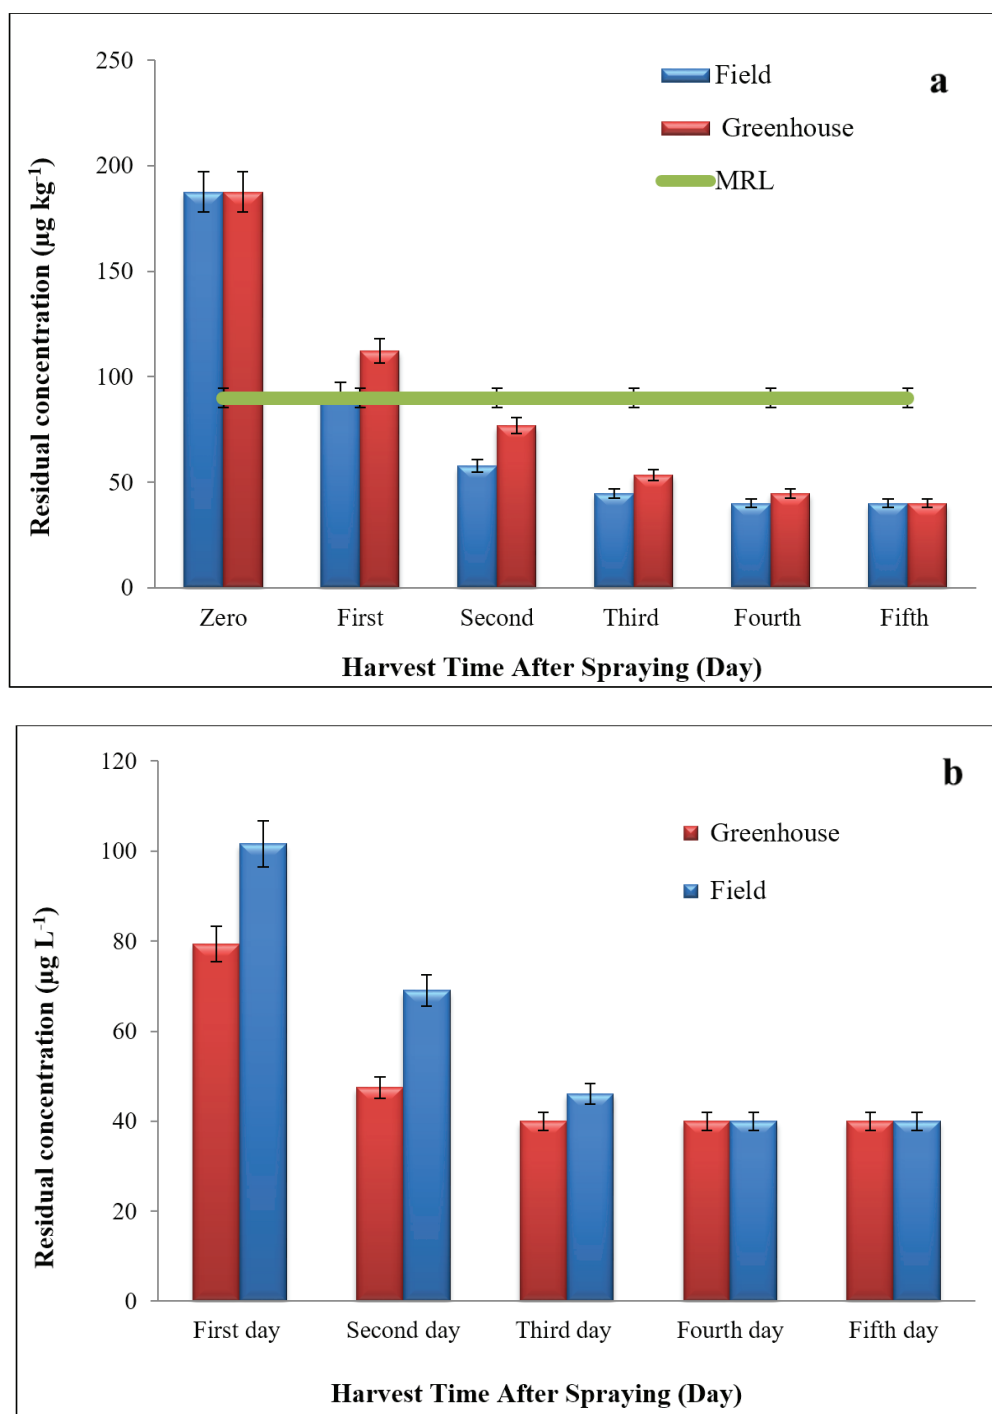 a
250
200
150
100
50
0
Residual concentration (µg kg⁻¹)
Field
Greenhouse
MRL
Zero First Second Third Fourth Fifth
Harvest Time After Spraying (Day)
b
120
100
80
60
40
20
0
Residual concentration (µg L⁻¹)
Greenhouse
Field
First day Second day Third day Fourth day Fifth day
Harvest Time After Spraying (Day)